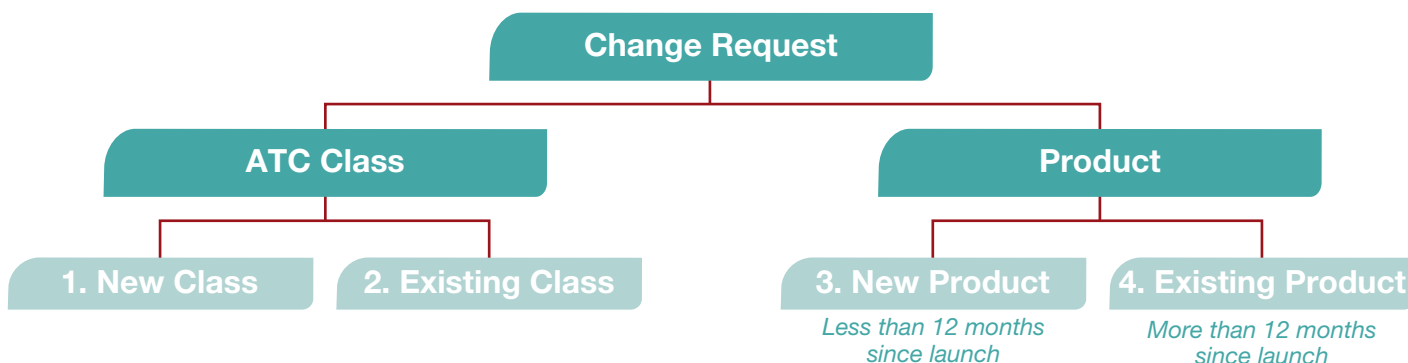 Change Request
ATC Class
Product
1. New Class
2. Existing Class
3. New Product
4. Existing Product
Less than 12 months
since launch
More than 12 months
since launch